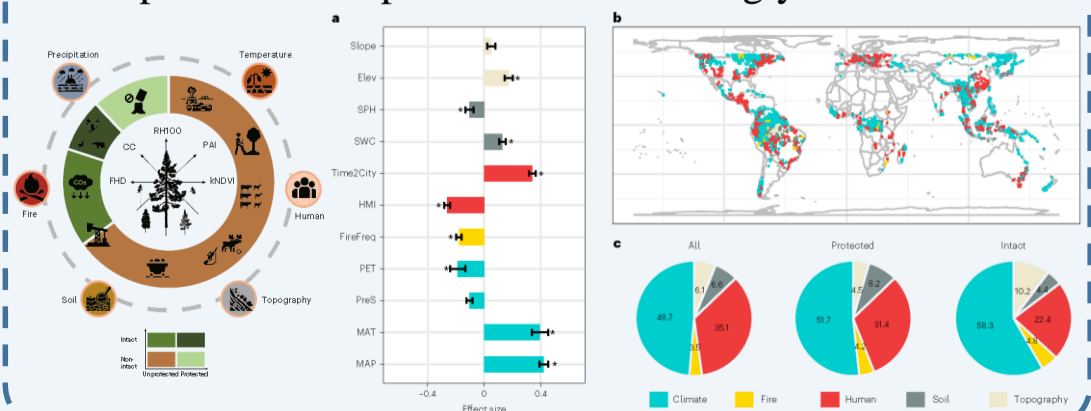 Precipitation
Temperature
RH100
CC
PAI
FHD
kNDVI
CO₂
Fire
Human
Soil
Topography
Intact
Non-
intact
Unprotected Protected
a
Slope
Elev
*
SPH
*
SWC
*
Time2City
*
HMI
*
FireFreq
*
PET
*
PreS
MAT
*
MAP
*
-0.4
0
0.4
Effect size
b
c
All
Protected
Intact
6.1
6.6
49.7
35.1
4.5
8.2
51.7
31.4
4.2
10.2
4.4
58.3
22.4
4.8
Climate
Fire
Human
Soil
Topography